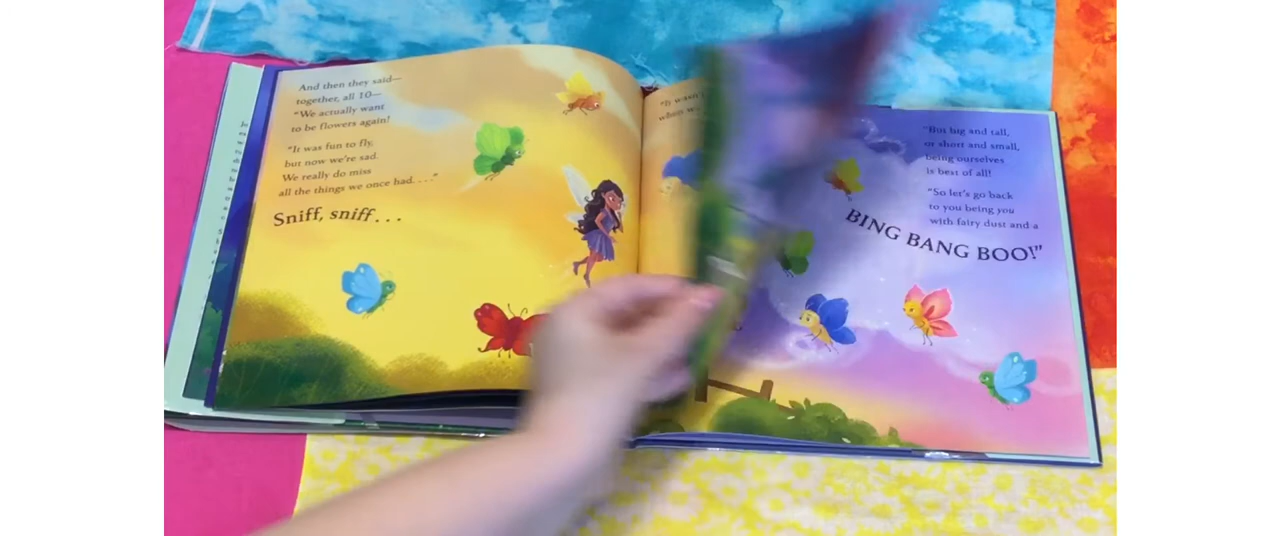 And then they said—
together, all 10—
“We actually want
to be flowers again!
“It was fun to fly,
but now we’re sad.
We really do miss
all the things we once had. . . .”
Sniff, sniff . . .
“It wasn’
when w
“But big and tall,
or short and small,
being ourselves
is best of all!
“So let’s go back
to you being you
with fairy dust and a
BING BANG BOO!”